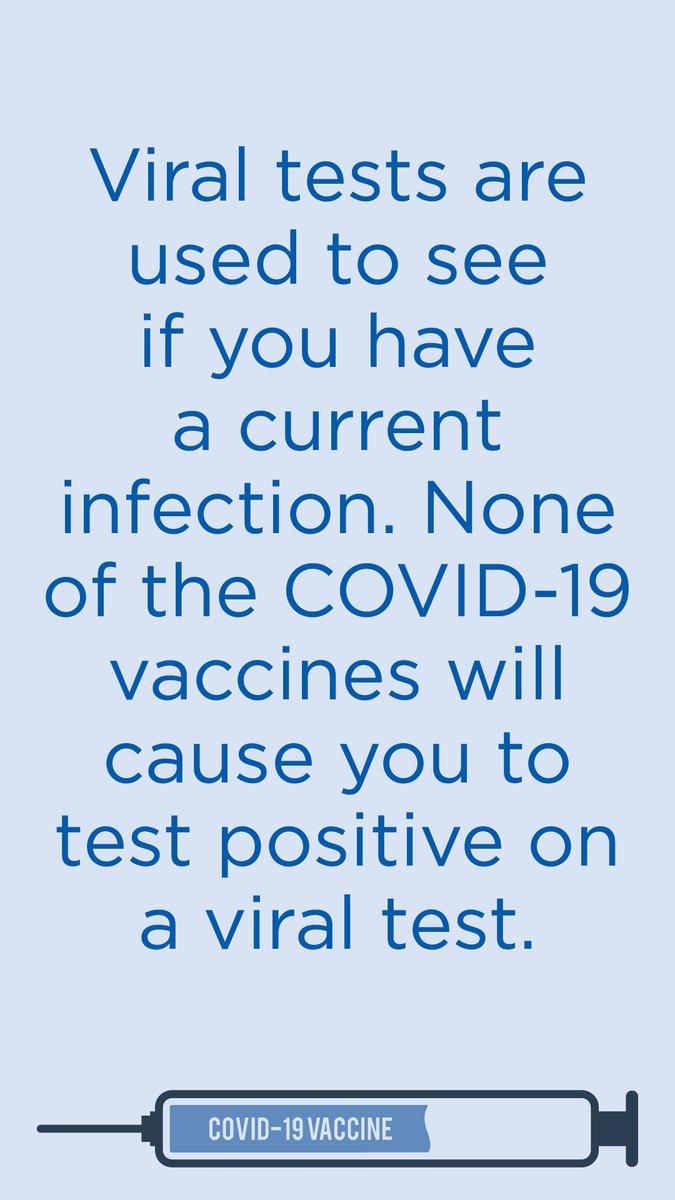 Viral tests are
used to see
if you have
a current
infection. None
of the COVID-19
vaccines will
cause you to
test positive on
a viral test.
COVID-19 VACCINE